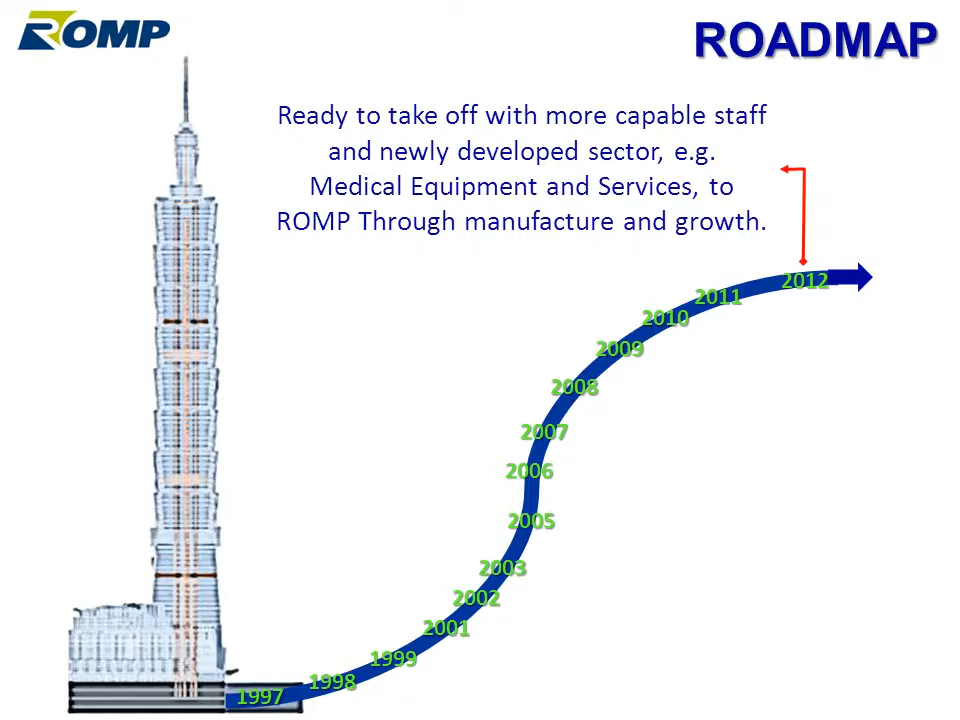 ROMP
ROADMAP
Ready to take off with more capable staff
and newly developed sector, e.g.
Medical Equipment and Services, to
ROMP Through manufacture and growth.
2012
2011
2010
2009
2008
2007
2006
2005
2003
2002
2001
1999
1998
1997